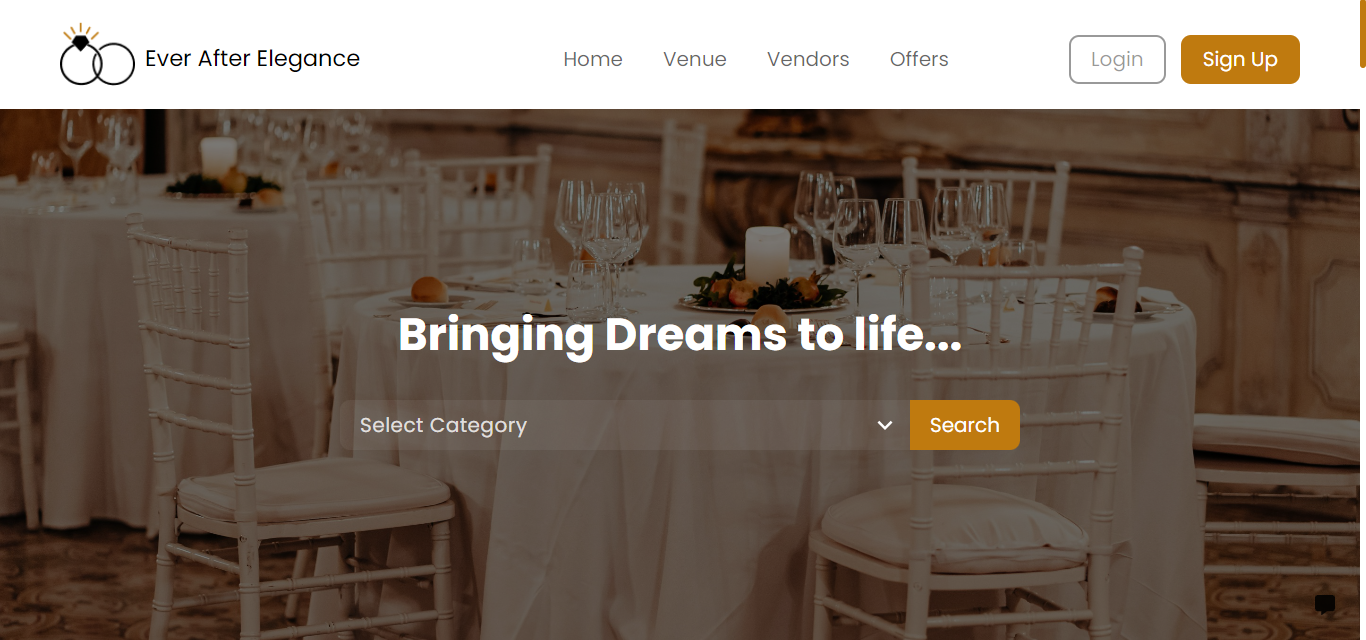 Ever After Elegance
Home Venue Vendors Offers
Login Sign Up
Bringing Dreams to life...
Select Category Search